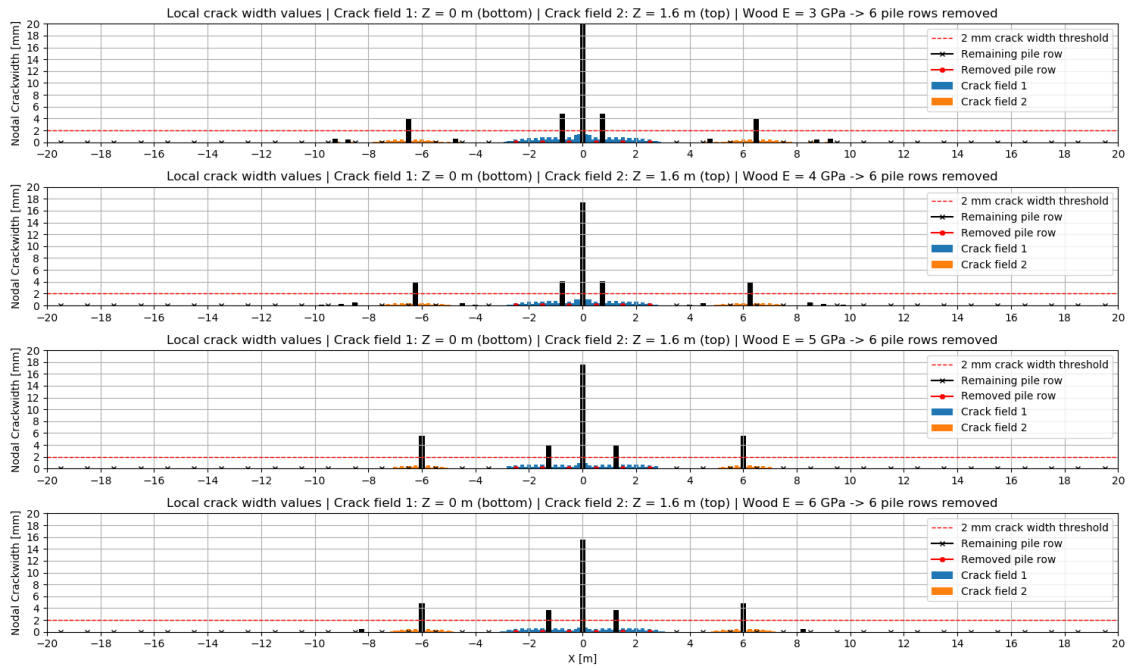 Local crack width values | Crack field 1: Z = 0 m (bottom) | Crack field 2: Z = 1.6 m (top) | Wood E = 3 GPa -> 6 pile rows removed
Nodal Crackwidth [mm]
20
18
16
14
12
10
8
6
4
2
0
2 mm crack width threshold
Remaining pile row
Removed pile row
Crack field 1
Crack field 2
−20 −18 −16 −14 −12 −10 −8 −6 −4 −2 0 2 4 6 8 10 12 14 16 18 20
Local crack width values | Crack field 1: Z = 0 m (bottom) | Crack field 2: Z = 1.6 m (top) | Wood E = 4 GPa -> 6 pile rows removed
Nodal Crackwidth [mm]
20
18
16
14
12
10
8
6
4
2
0
2 mm crack width threshold
Remaining pile row
Removed pile row
Crack field 1
Crack field 2
−20 −18 −16 −14 −12 −10 −8 −6 −4 −2 0 2 4 6 8 10 12 14 16 18 20
Local crack width values | Crack field 1: Z = 0 m (bottom) | Crack field 2: Z = 1.6 m (top) | Wood E = 5 GPa -> 6 pile rows removed
Nodal Crackwidth [mm]
20
18
16
14
12
10
8
6
4
2
0
2 mm crack width threshold
Remaining pile row
Removed pile row
Crack field 1
Crack field 2
−20 −18 −16 −14 −12 −10 −8 −6 −4 −2 0 2 4 6 8 10 12 14 16 18 20
Local crack width values | Crack field 1: Z = 0 m (bottom) | Crack field 2: Z = 1.6 m (top) | Wood E = 6 GPa -> 6 pile rows removed
Nodal Crackwidth [mm]
20
18
16
14
12
10
8
6
4
2
0
2 mm crack width threshold
Remaining pile row
Removed pile row
Crack field 1
Crack field 2
−20 −18 −16 −14 −12 −10 −8 −6 −4 −2 0 2 4 6 8 10 12 14 16 18 20
X [m]